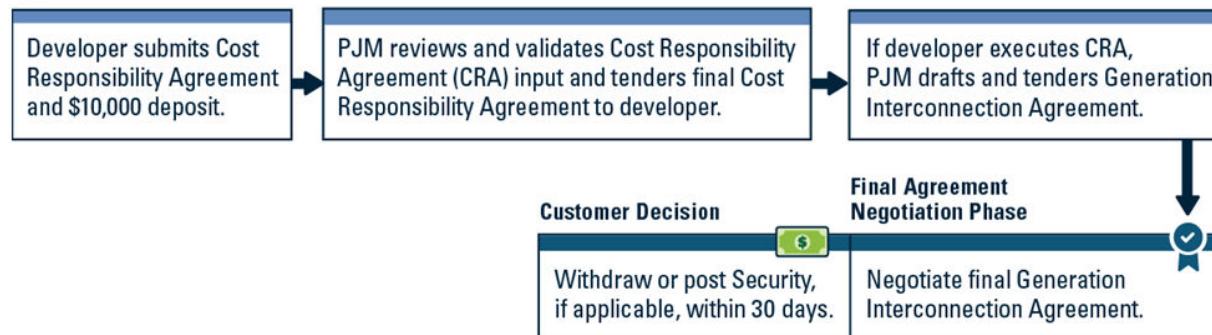 Developer submits Cost
Responsibility Agreement
and $10,000 deposit.
PJM reviews and validates Cost Responsibility
Agreement (CRA) input and tenders final Cost
Responsibility Agreement to developer.
If developer executes CRA,
PJM drafts and tenders Generation
Interconnection Agreement.
Customer Decision
$
Withdraw or post Security,
if applicable, within 30 days.
Final Agreement
Negotiation Phase
Negotiate final Generation
Interconnection Agreement.